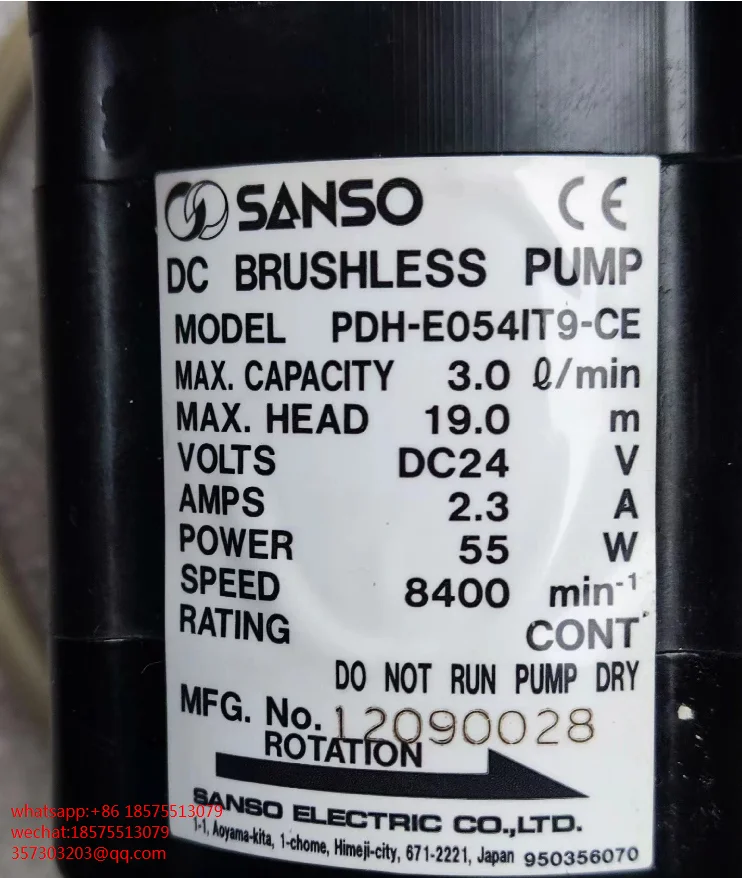 SANSO CE
DC BRUSHLESS PUMP
MODEL PDH-E054IT9-CE
MAX. CAPACITY 3.0 ℓ/min
MAX. HEAD 19.0 m
VOLTS DC24 V
AMPS 2.3 A
POWER 55 W
SPEED 8400 min⁻¹
RATING CONT
DO NOT RUN PUMP DRY
MFG. No. 12090028
ROTATION
SANSO ELECTRIC CO.,LTD.
1-1, Aoyama-kita, 1-chome, Himeji-city, 671-2221, Japan 950356070
whatsapp:+86 18575513079
wechat:18575513079
357303203@qq.com